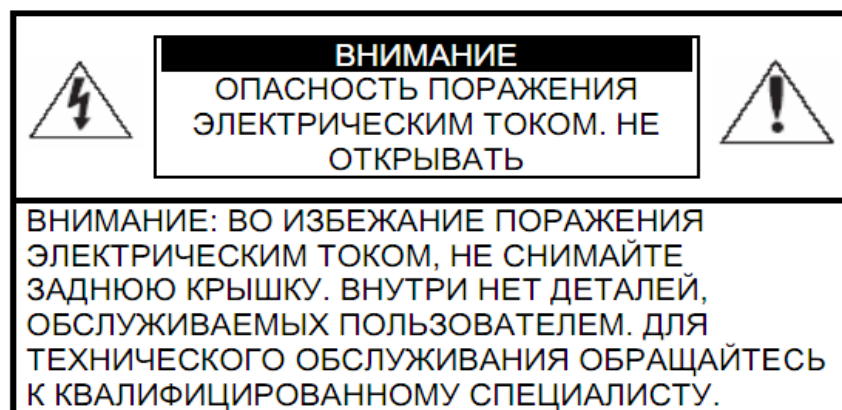 ВНИМАНИЕ
ОПАСНОСТЬ ПОРАЖЕНИЯ
ЭЛЕКТРИЧЕСКИМ ТОКОМ. НЕ
ОТКРЫВАТЬ
ВНИМАНИЕ: ВО ИЗБЕЖАНИЕ ПОРАЖЕНИЯ
ЭЛЕКТРИЧЕСКИМ ТОКОМ, НЕ СНИМАЙТЕ
ЗАДНЮЮ КРЫШКУ. ВНУТРИ НЕТ ДЕТАЛЕЙ,
ОБСЛУЖИВАЕМЫХ ПОЛЬЗОВАТЕЛЕМ. ДЛЯ
ТЕХНИЧЕСКОГО ОБСЛУЖИВАНИЯ ОБРАЩАЙТЕСЬ
К КВАЛИФИЦИРОВАННОМУ СПЕЦИАЛИСТУ.